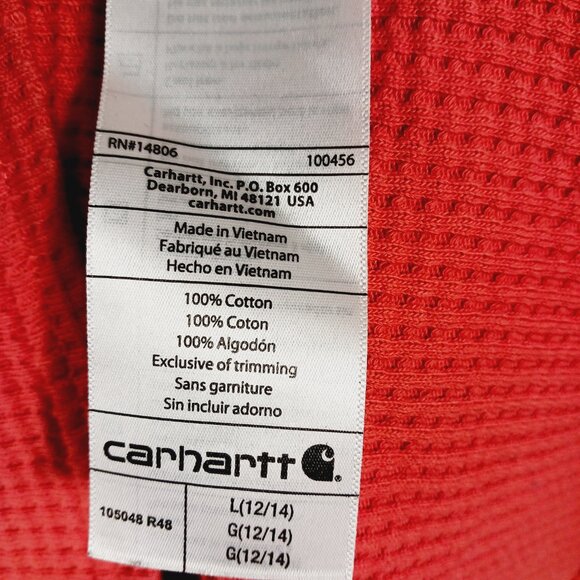 RN#14806 100456
Carhartt, Inc. P.O. Box 600
Dearborn, MI 48121 USA
carhartt.com
Made in Vietnam
Fabriqué au Vietnam
Hecho en Vietnam
100% Cotton
100% Coton
100% Algodón
Exclusive of trimming
Sans garniture
Sin incluir adorno
carhartt
105048 R48
L(12/14)
G(12/14)
G(12/14)